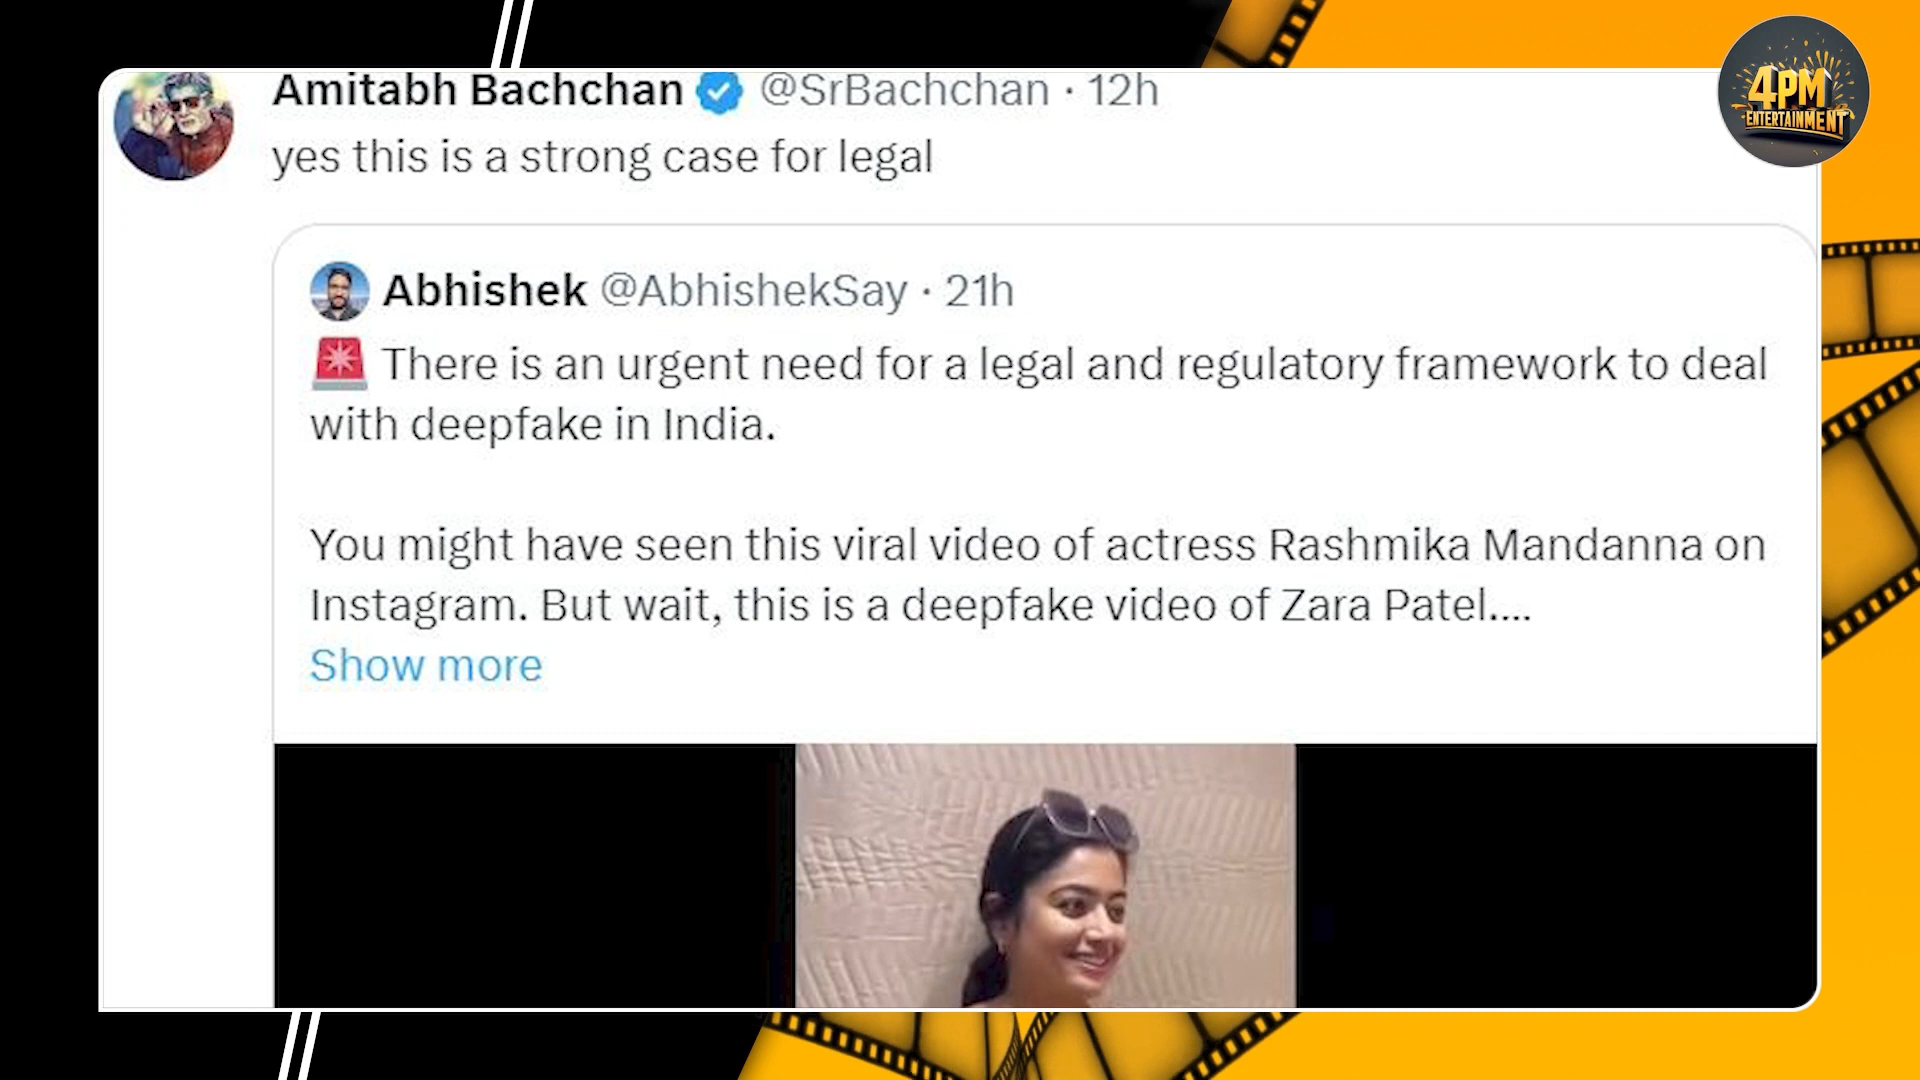 Amitabh Bachchan @SrBachchan · 12h
yes this is a strong case for legal
Abhishek @AbhishekSay · 21h
🚨 There is an urgent need for a legal and regulatory framework to deal
with deepfake in India.
You might have seen this viral video of actress Rashmika Mandanna on
Instagram. But wait, this is a deepfake video of Zara Patel....
Show more
4PM
ENTERTAINMENT